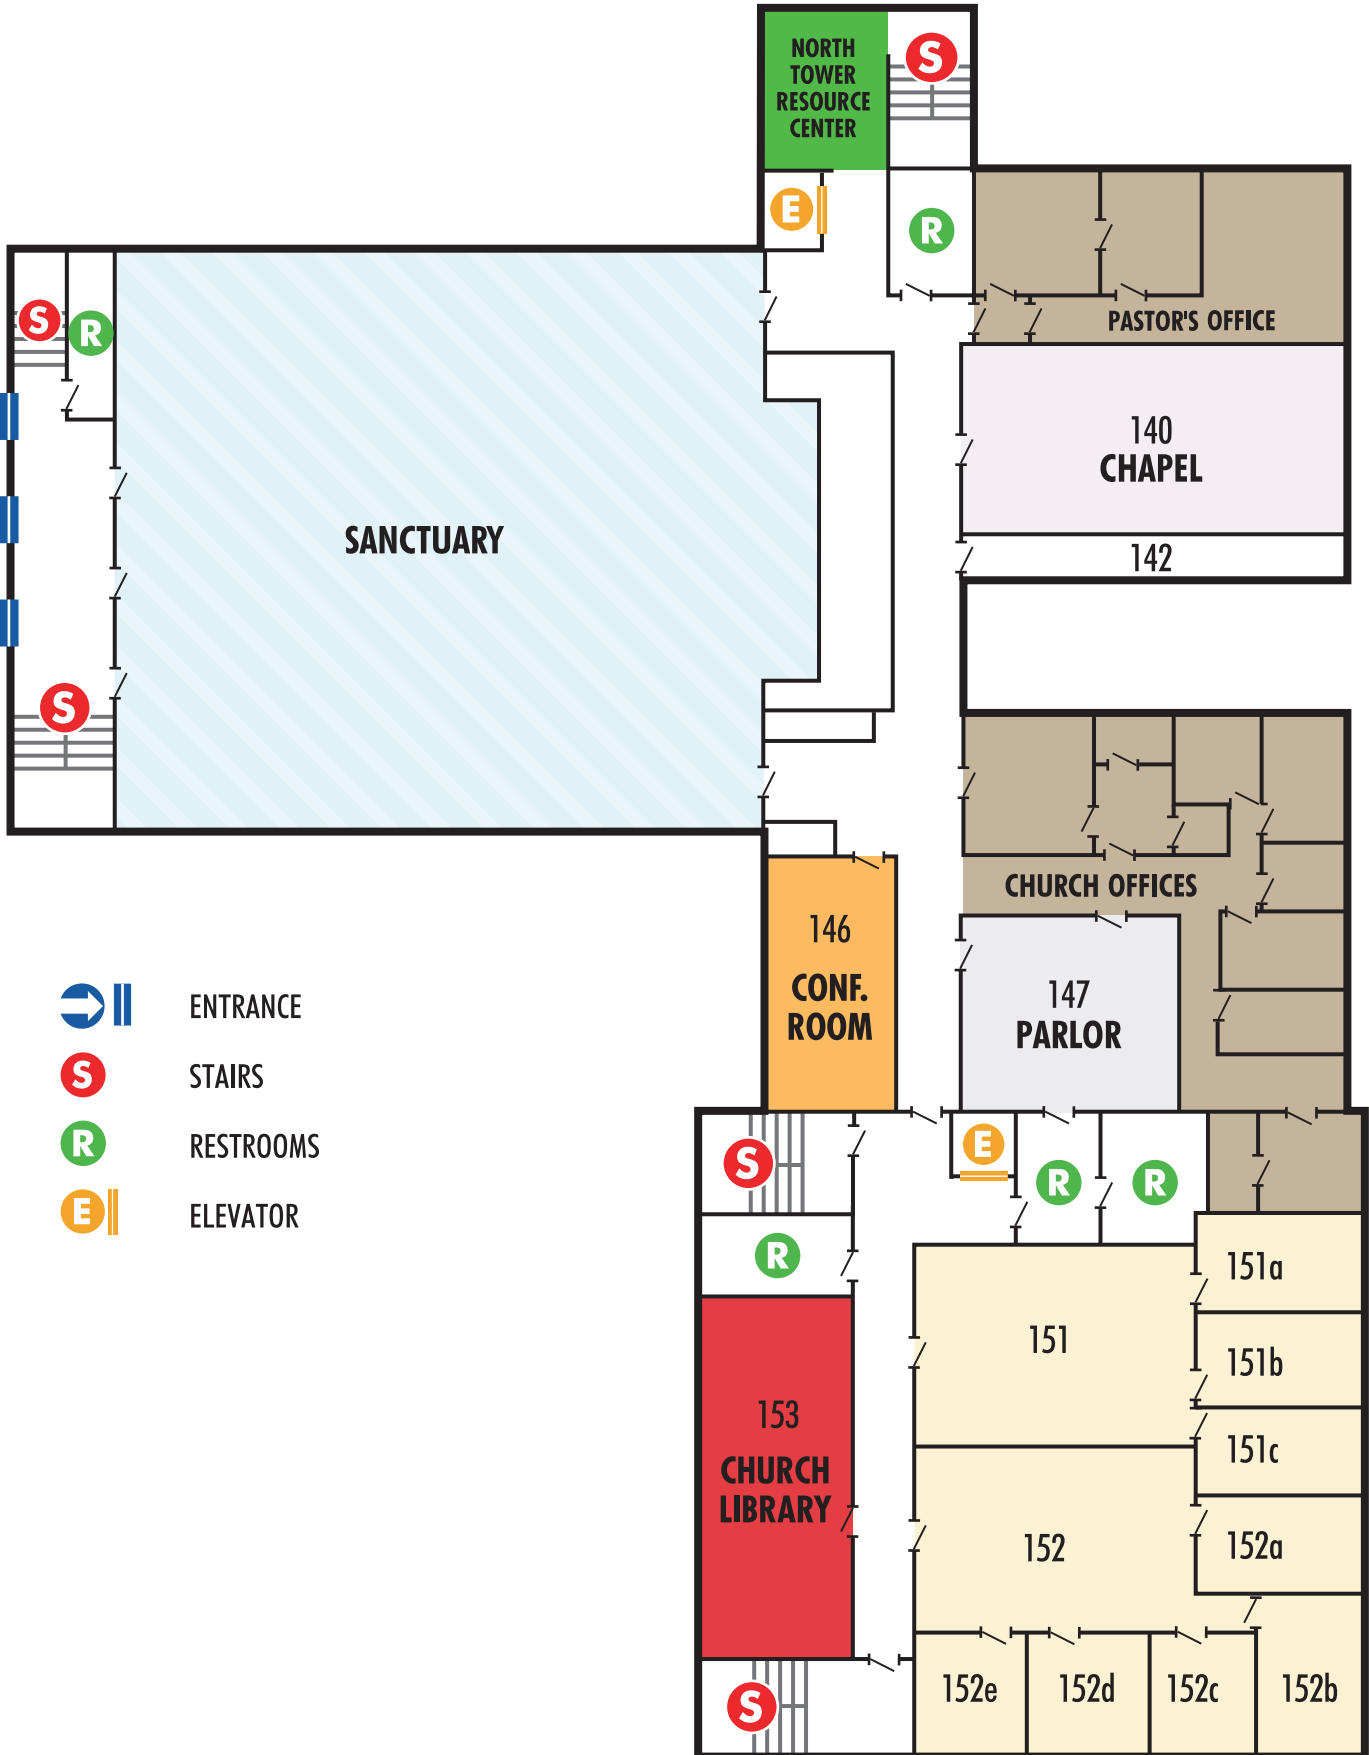 NORTH
TOWER
RESOURCE
CENTER
S
E
R
PASTOR'S OFFICE
S
R
140
CHAPEL
SANCTUARY
142
S
CHURCH OFFICES
146
CONF.
ROOM
147
PARLOR
ENTRANCE
S STAIRS
R RESTROOMS
E ELEVATOR
S
E
R
R
R
151a
151
151b
153
CHURCH
LIBRARY
151c
152
152a
152e
152d
152c
152b
S